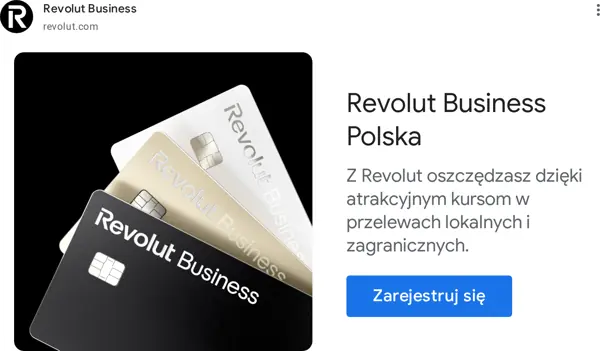 Revolut Business
revolut.com
Revolut
Revolut Business
Revolut Business
Revolut Business
Polska
Z Revolut oszczędzasz dzięki
atrakcyjnym kursom w
przelewach lokalnych i
zagranicznych.
Zarejestruj się